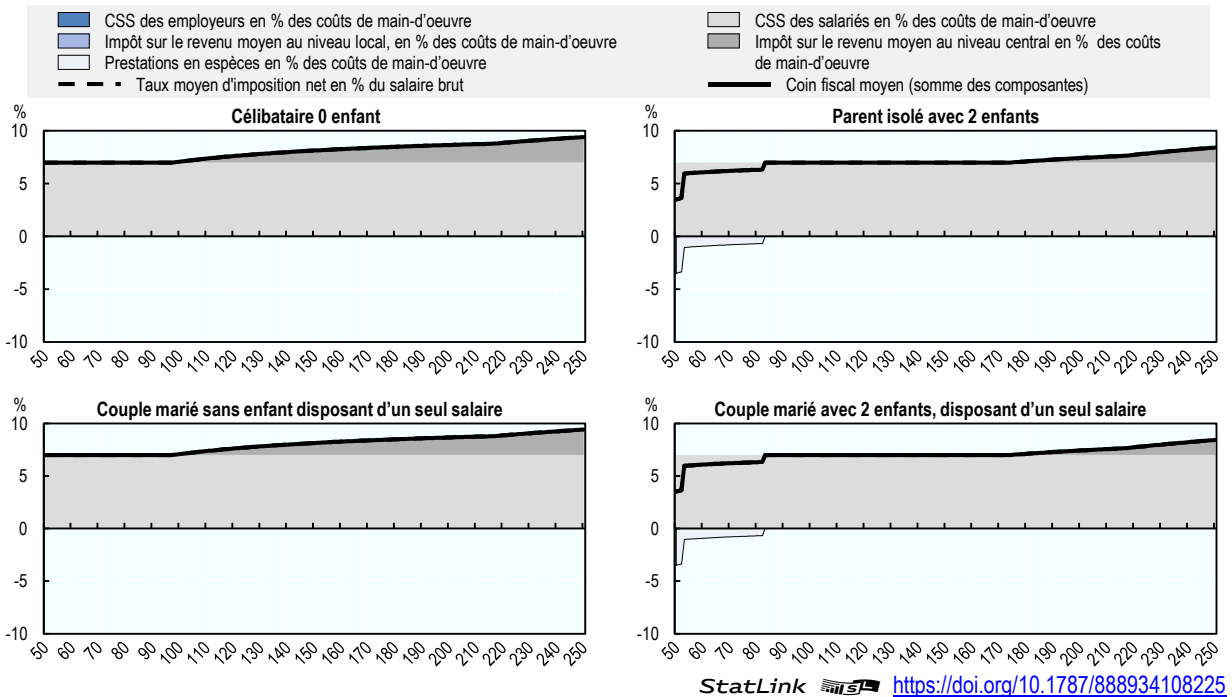 CSS des employeurs en % des coûts de main-d'oeuvre
CSS des salariés en % des coûts de main-d'oeuvre
Impôt sur le revenu moyen au niveau local, en % des coûts de main-d'oeuvre
Impôt sur le revenu moyen au niveau central en % des coûts
de main-d'oeuvre
Prestations en espèces en % des coûts de main-d'oeuvre
Taux moyen d'imposition net en % du salaire brut
Coin fiscal moyen (somme des composantes)
%
Célibataire 0 enfant
10
5
0
-5
-10
50 60 70 80 90 100 110 120 130 140 150 160 170 180 190 200 210 220 230 240 250
%
Parent isolé avec 2 enfants
10
5
0
-5
-10
50 60 70 80 90 100 110 120 130 140 150 160 170 180 190 200 210 220 230 240 250
%
Couple marié sans enfant disposant d’un seul salaire
10
5
0
-5
-10
50 60 70 80 90 100 110 120 130 140 150 160 170 180 190 200 210 220 230 240 250
%
Couple marié avec 2 enfants, disposant d’un seul salaire
10
5
0
-5
-10
50 60 70 80 90 100 110 120 130 140 150 160 170 180 190 200 210 220 230 240 250
StatLink https://doi.org/10.1787/888934108225